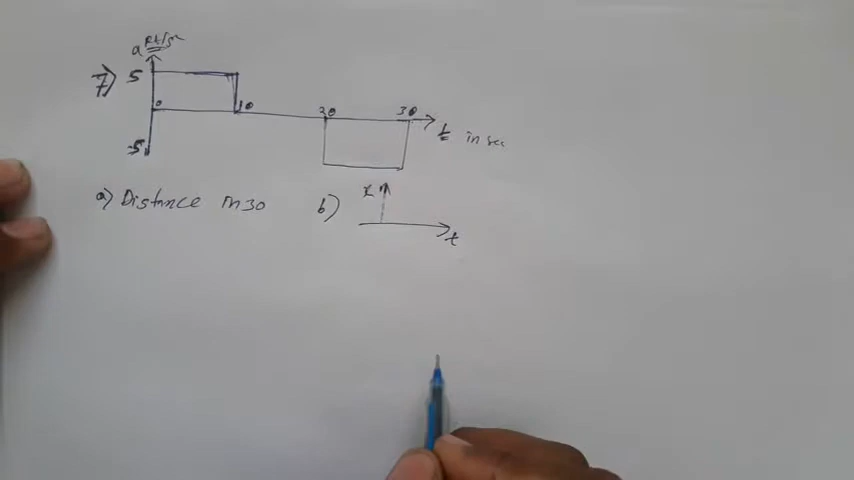 a ft/s²
7) 5
0 10 20 30
t in sec
-5
a) Distance in 30 b) x
t